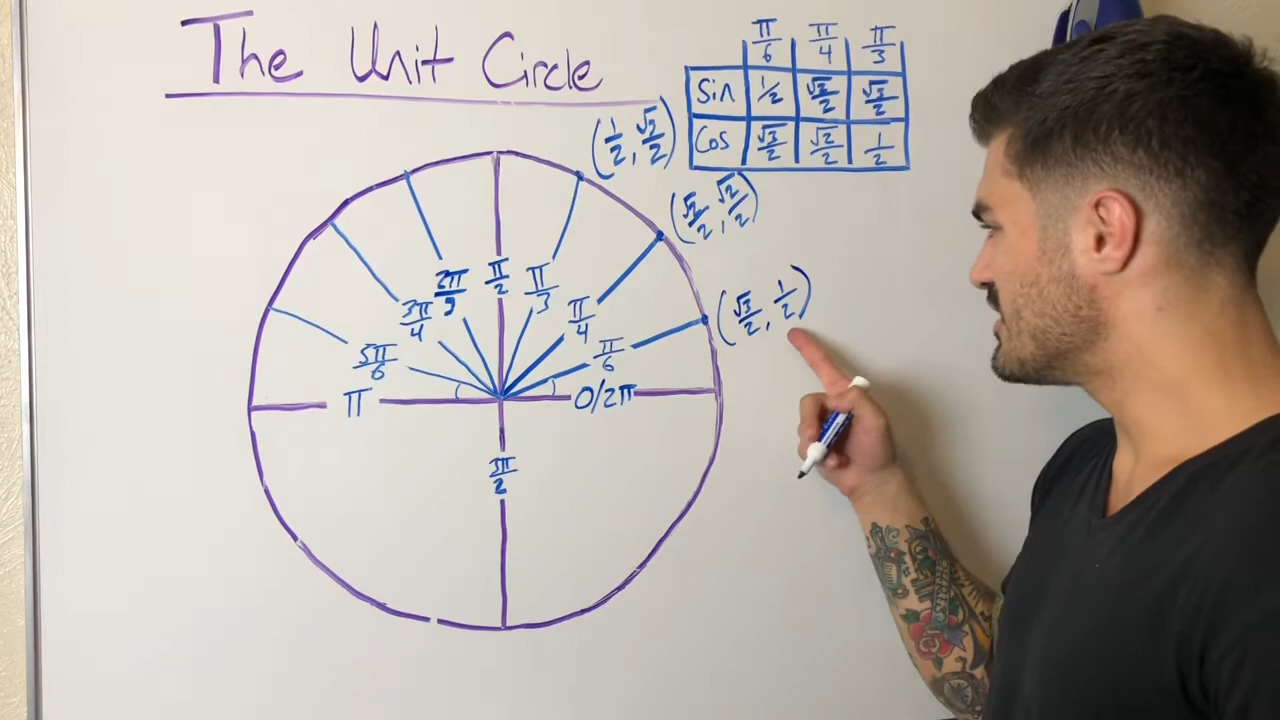 The Unit Circle
π/6 π/4 π/3
Sin 1/2 √2/2 √3/2
Cos √3/2 √2/2 1/2
(1/2, √3/2)
(√2/2, √2/2)
(√3/2, 1/2)
2π/3 π/2 π/3
3π/4 π/4
5π/6 π/6
π 0/2π
3π/2